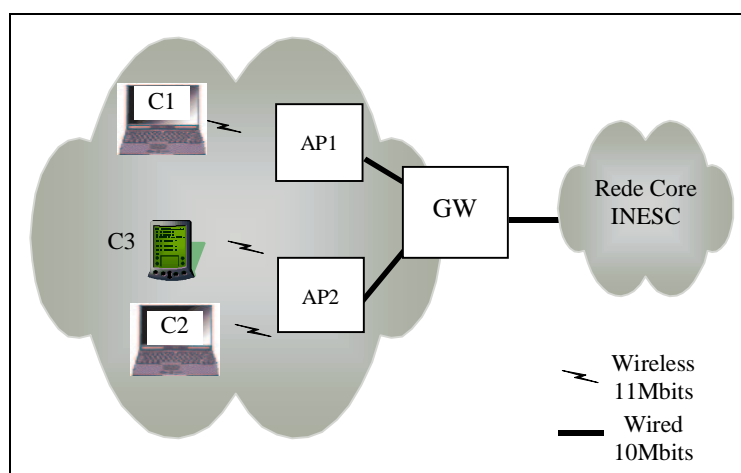 C1
AP1
GW
Rede Core
INESC
C3
AP2
C2
Wireless
11Mbits
Wired
10Mbits